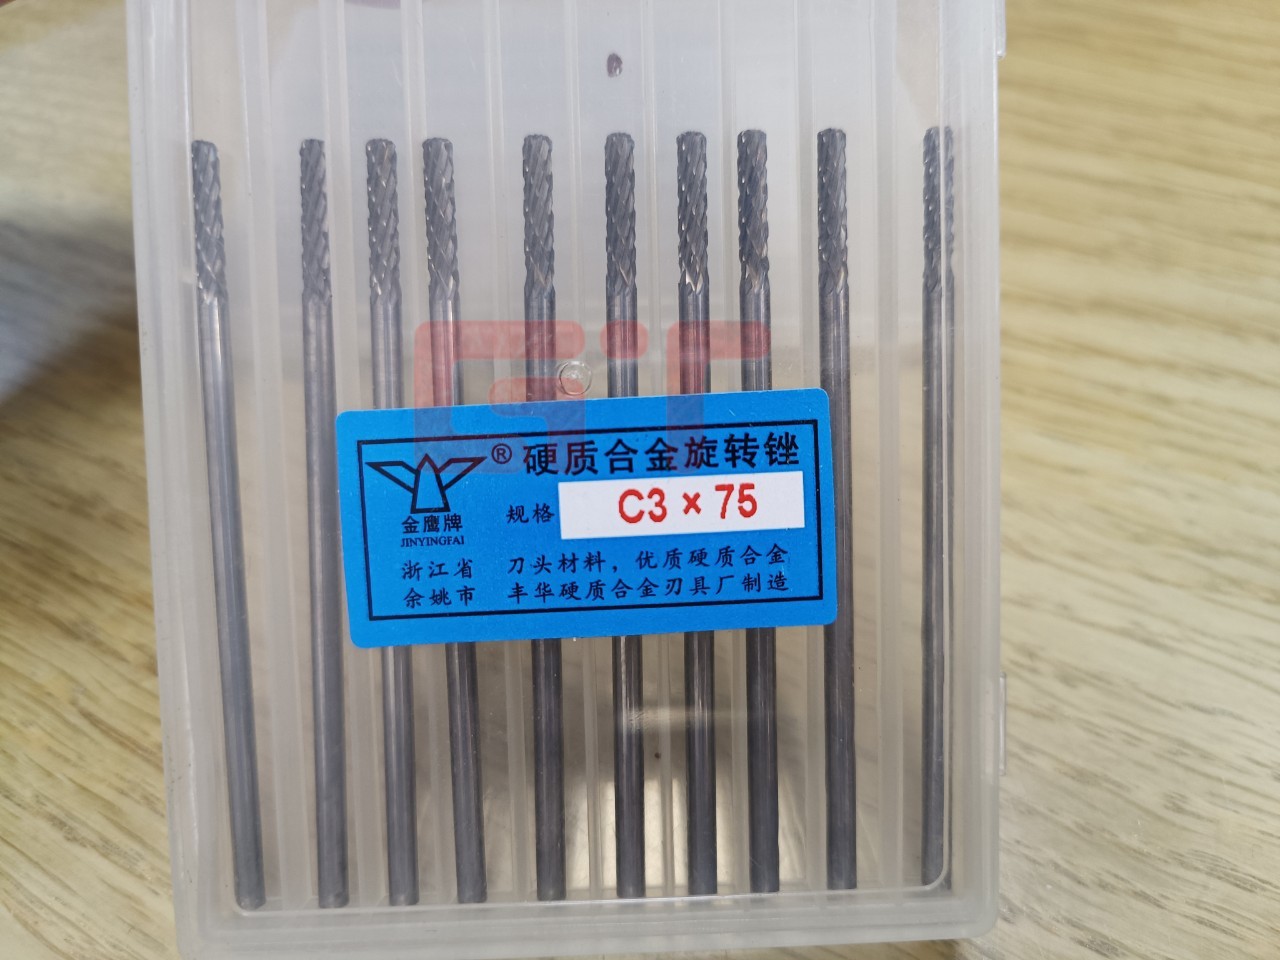 Gir
® 硬质合金旋转锉
规格 C3×75
金鹰牌
JINYINGPAI
浙江省 刀头材料，优质硬质合金
余姚市 丰华硬质合金刃具厂制造